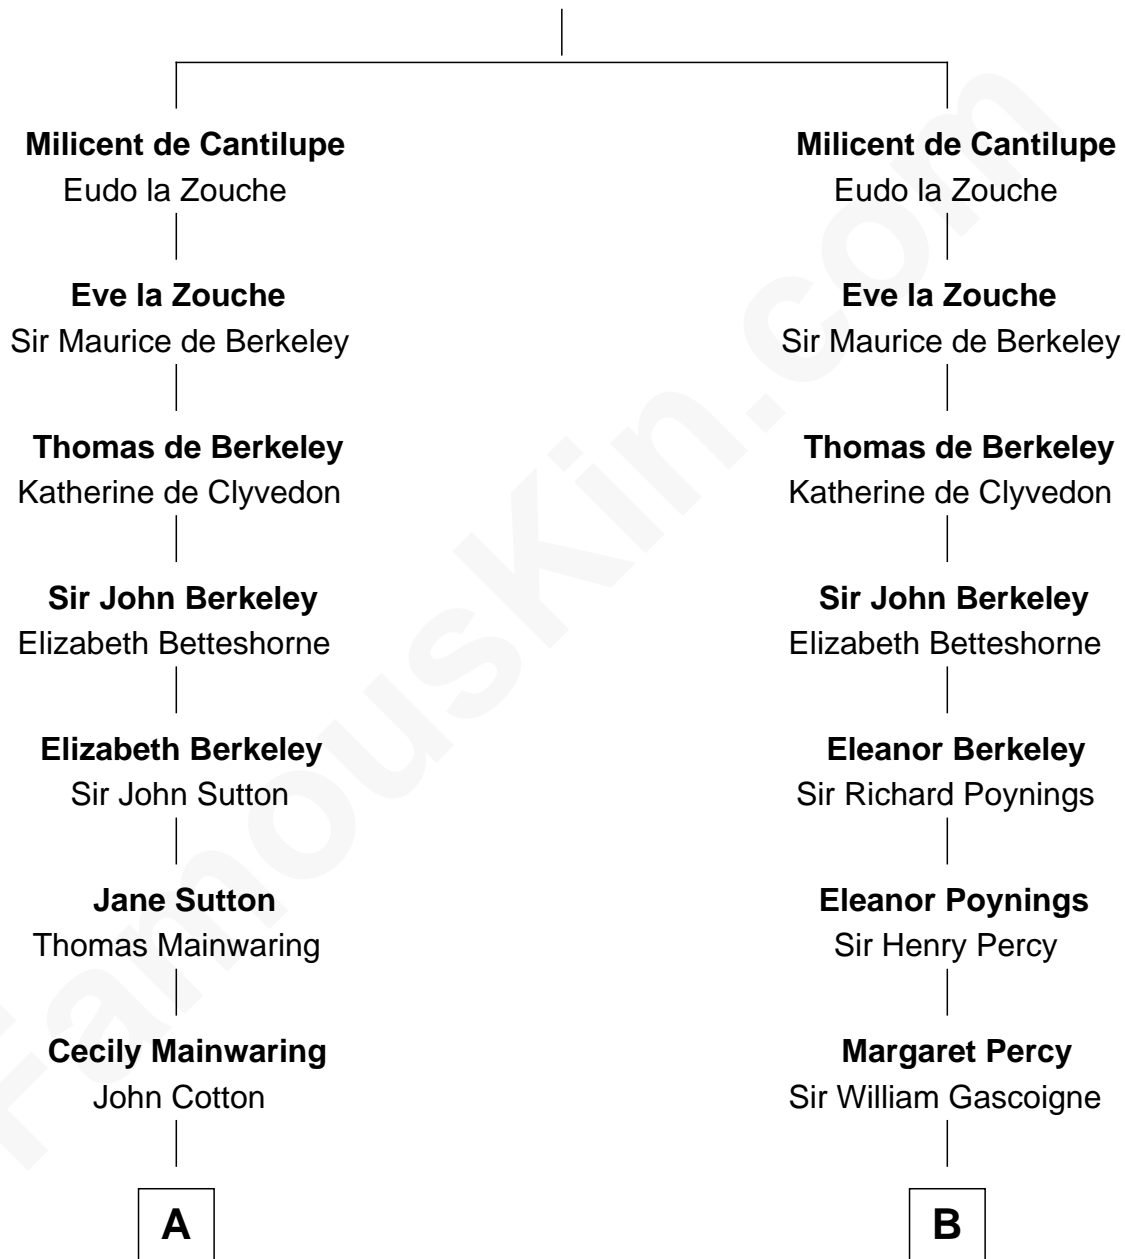 Milicent de Cantilupe
Eudo la Zouche
Eve la Zouche
Sir Maurice de Berkeley
Thomas de Berkeley
Katherine de Clyvedon
Sir John Berkeley
Elizabeth Betteshorne
Elizabeth Berkeley
Sir John Sutton
Jane Sutton
Thomas Mainwaring
Cecily Mainwaring
John Cotton
A
Milicent de Cantilupe
Eudo la Zouche
Eve la Zouche
Sir Maurice de Berkeley
Thomas de Berkeley
Katherine de Clyvedon
Sir John Berkeley
Elizabeth Betteshorne
Eleanor Berkeley
Sir Richard Poynings
Eleanor Poynings
Sir Henry Percy
Margaret Percy
Sir William Gascoigne
B
FamousKin.com